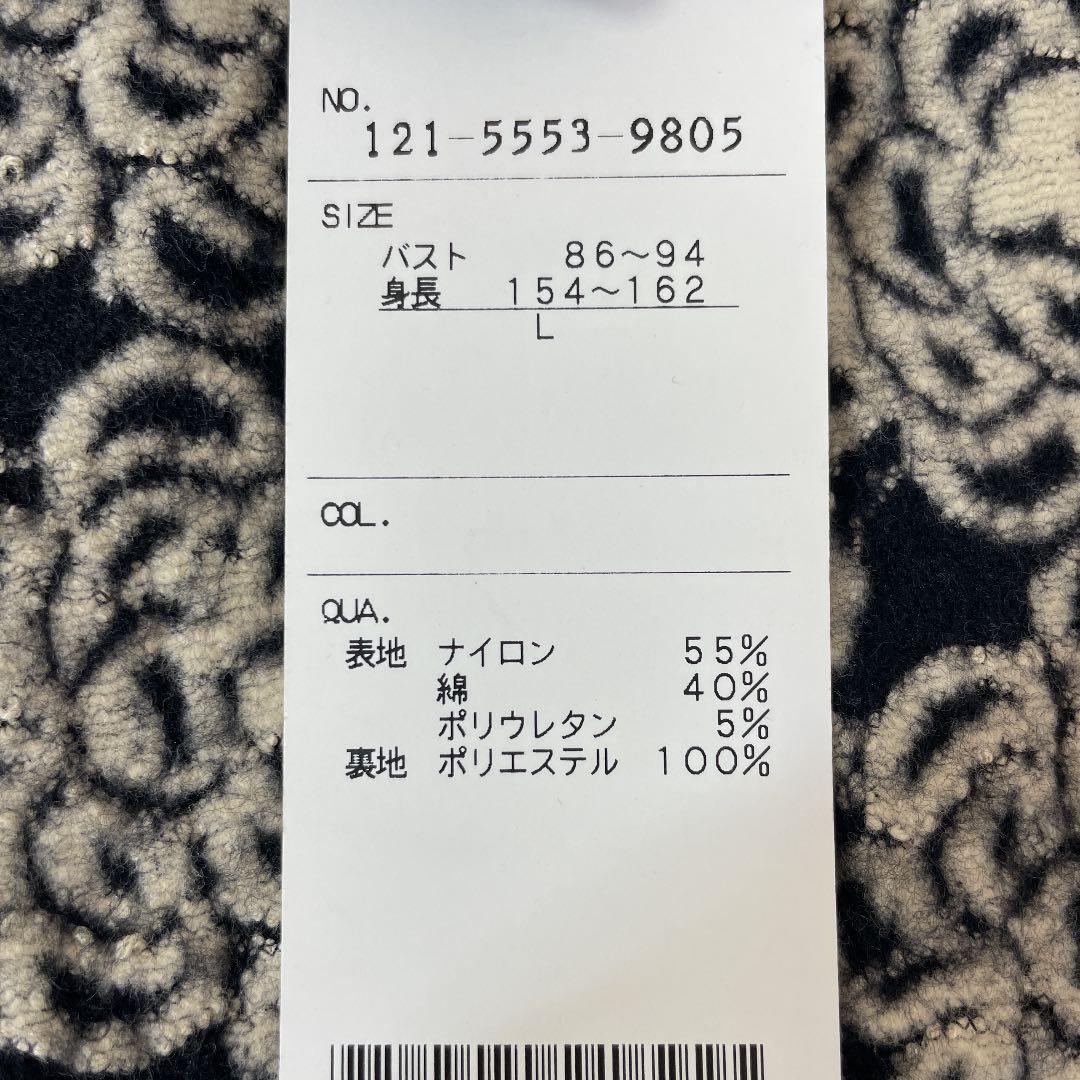 NO.
121-5553-9805
SIZE
バスト 86～94
身長 154～162
L
COL.
QUA.
表地 ナイロン 55%
綿 40%
ポリウレタン 5%
裏地 ポリエステル 100%